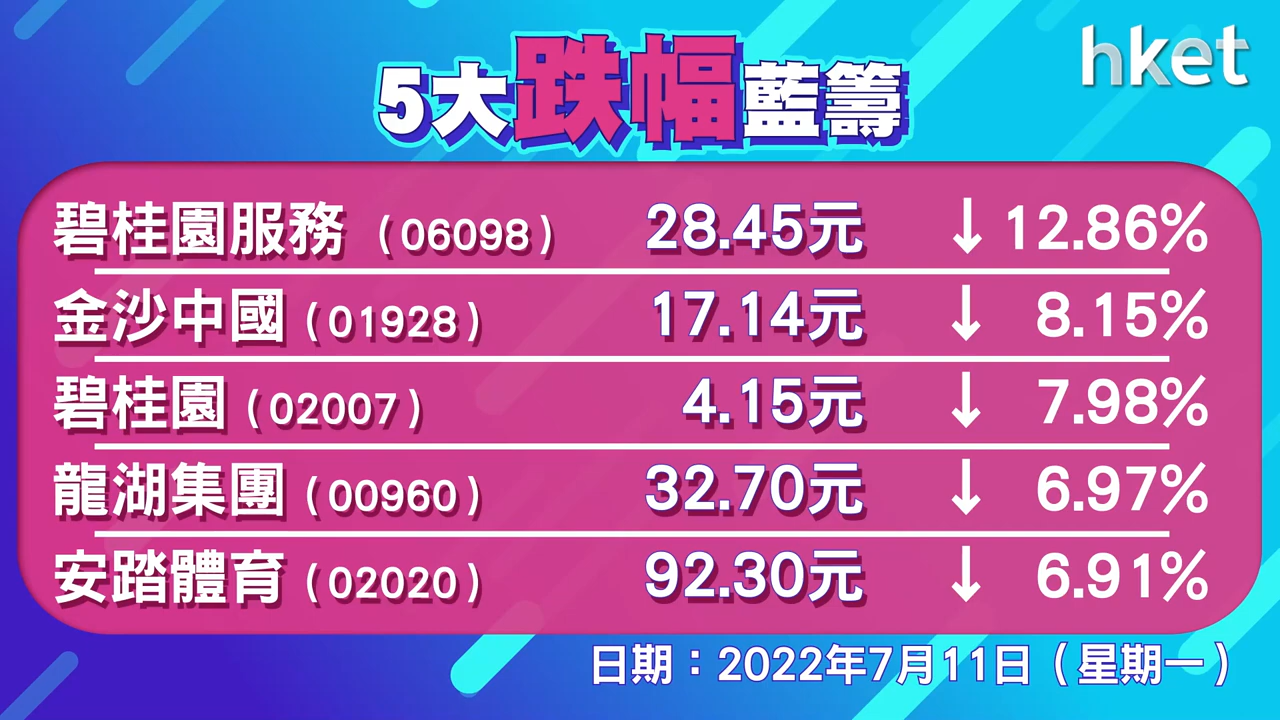 hket
5大跌幅藍籌
碧桂園服務 (06098) 28.45元 ↓ 12.86%
金沙中國 (01928) 17.14元 ↓ 8.15%
碧桂園 (02007) 4.15元 ↓ 7.98%
龍湖集團 (00960) 32.70元 ↓ 6.97%
安踏體育 (02020) 92.30元 ↓ 6.91%
日期：2022年7月11日（星期一）